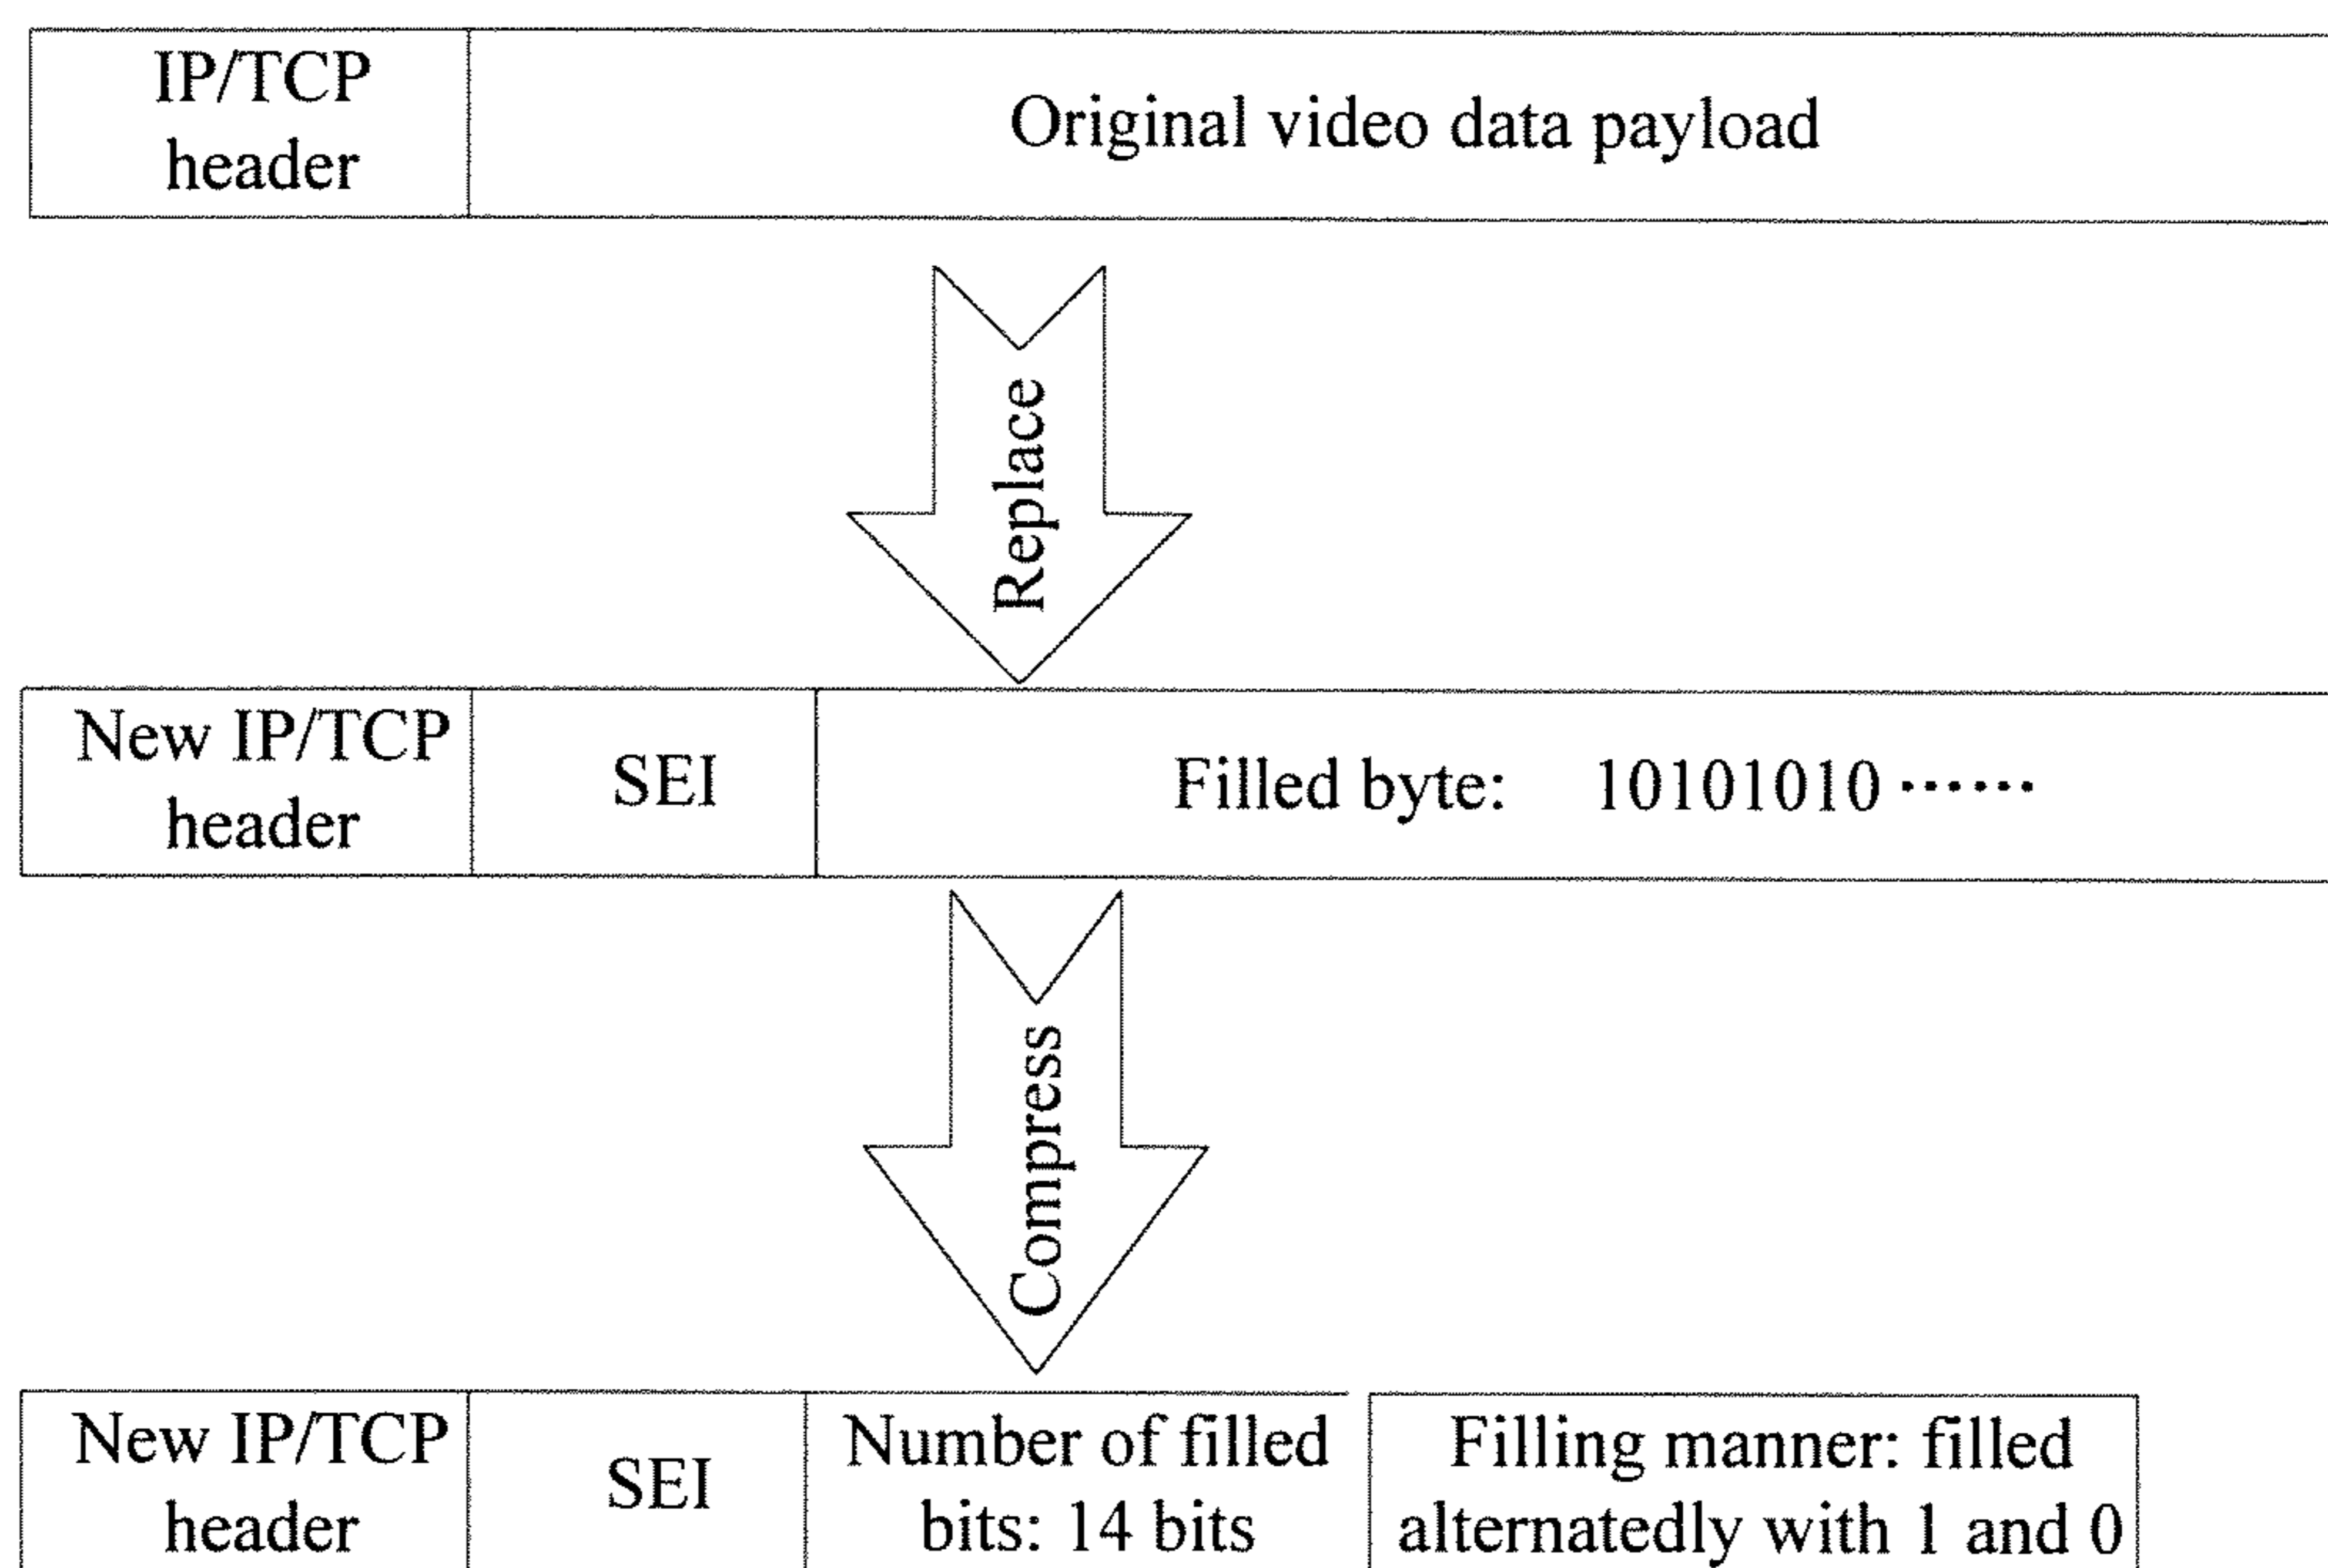 IP/TCP
header
Original video data payload
Replace
New IP/TCP
header
SEI
Filled byte: 10101010 ······
Compress
New IP/TCP
header
SEI
Number of filled
bits: 14 bits
Filling manner: filled
alternatedly with 1 and 0